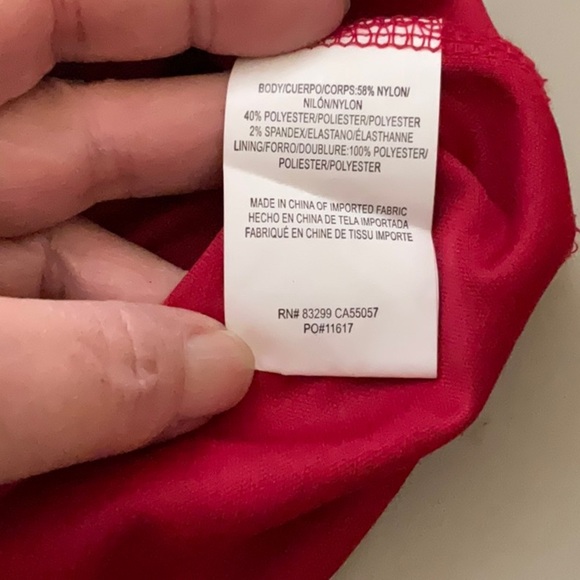 BODY/CUERPO/CORPS:58% NYLON/
NILÓN/NYLON
40% POLYESTER/POLIESTER/POLYESTER
2% SPANDEX/ELASTANO/ÉLASTHANNE
LINING/FORRO/DOUBLURE:100% POLYESTER/
POLIESTER/POLYESTER
MADE IN CHINA OF IMPORTED FABRIC
HECHO EN CHINA DE TELA IMPORTADA
FABRIQUÉ EN CHINE DE TISSU IMPORTE
RN# 83299 CA55057
PO#11617